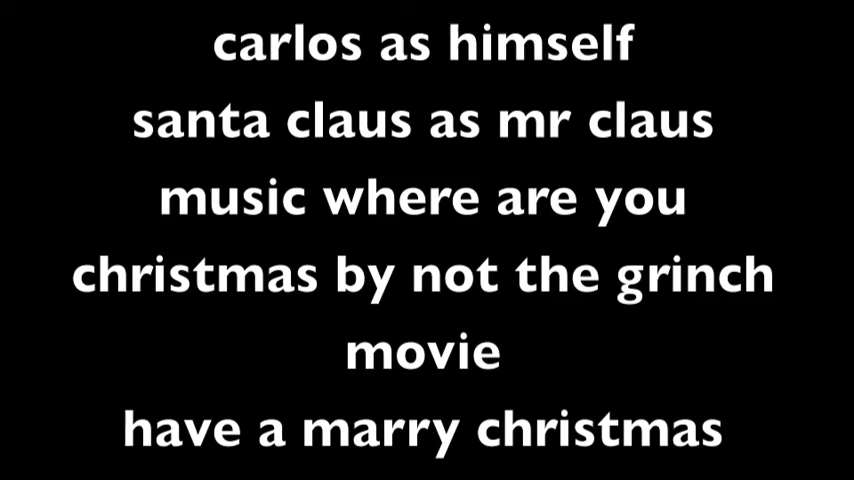 carlos as himself
santa claus as mr claus
music where are you
christmas by not the grinch
movie
have a marry christmas